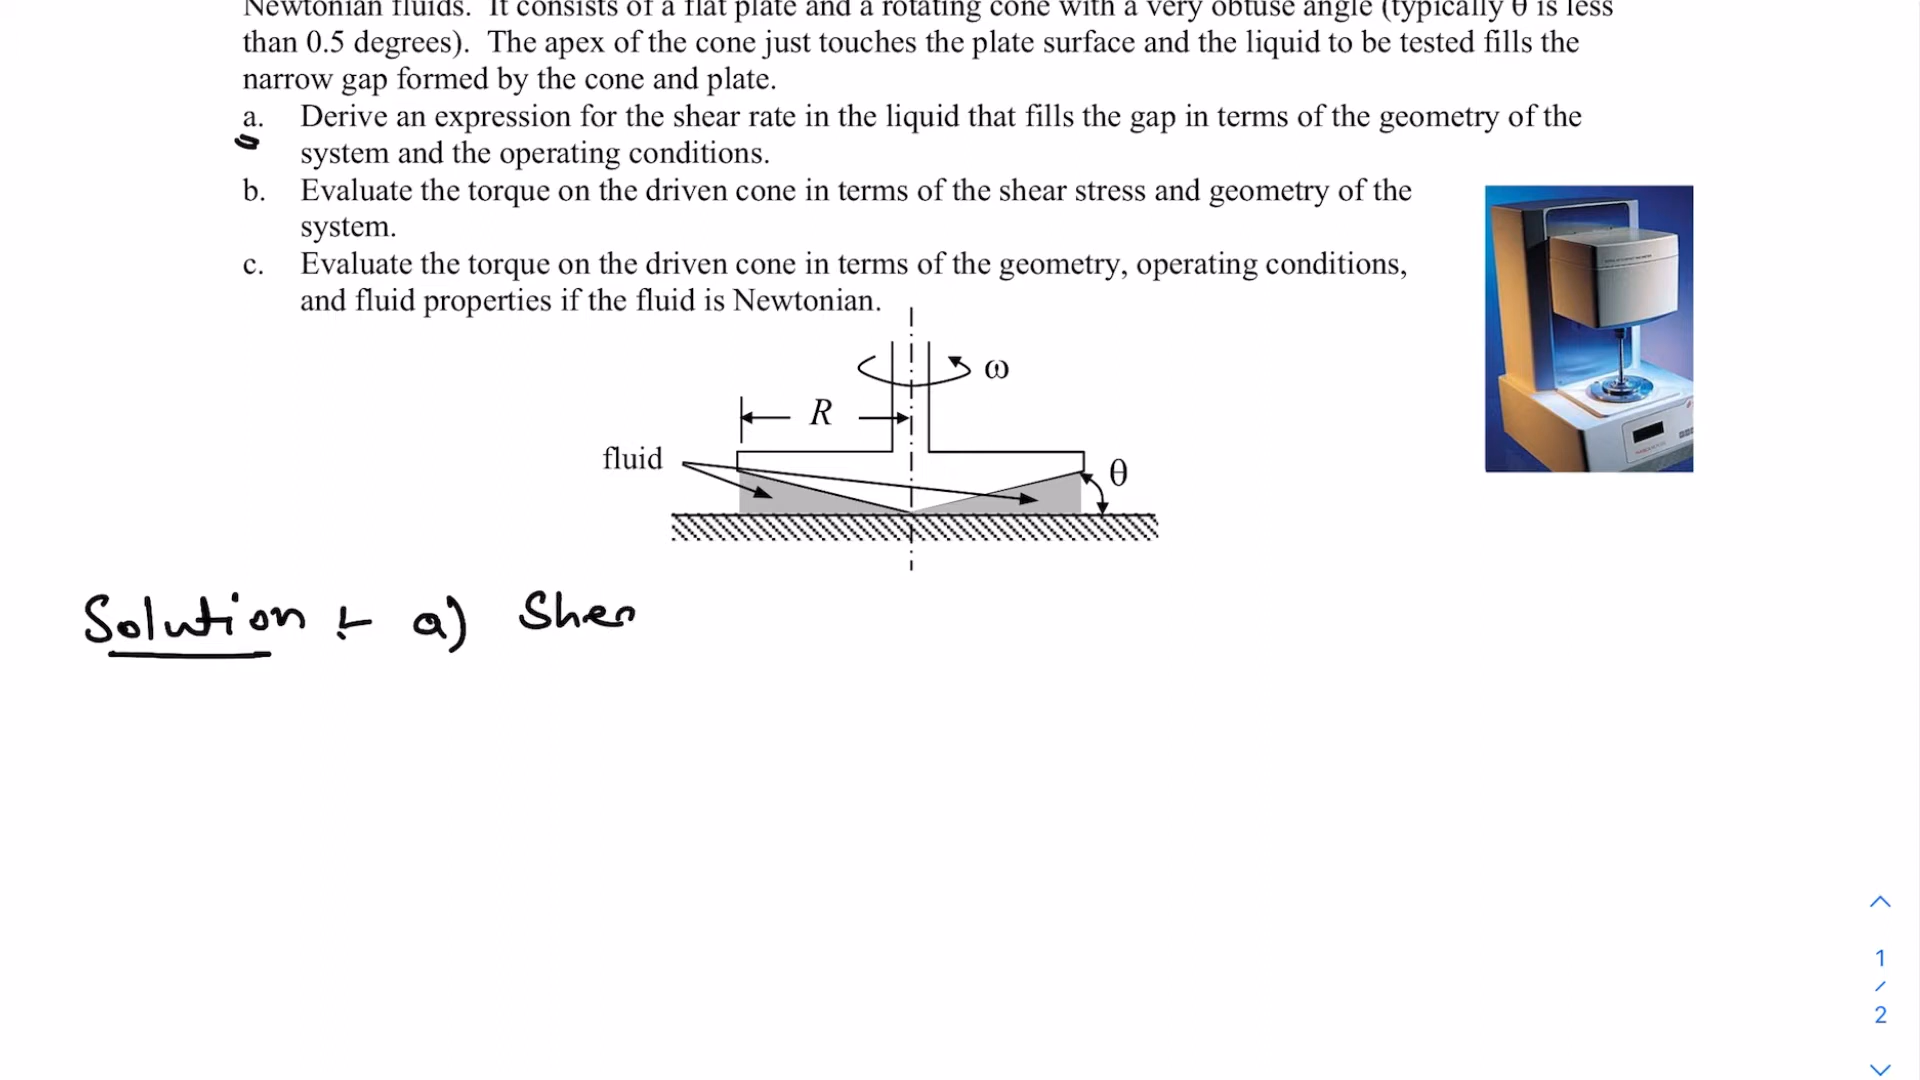 Newtonian fluids. It consists of a flat plate and a rotating cone with a very obtuse angle (typically θ is less
than 0.5 degrees). The apex of the cone just touches the plate surface and the liquid to be tested fills the
narrow gap formed by the cone and plate.
a. Derive an expression for the shear rate in the liquid that fills the gap in terms of the geometry of the
system and the operating conditions.
b. Evaluate the torque on the driven cone in terms of the shear stress and geometry of the
system.
c. Evaluate the torque on the driven cone in terms of the geometry, operating conditions,
and fluid properties if the fluid is Newtonian.
ω
R
fluid
θ
Solution :- a) Shea
1
/
2